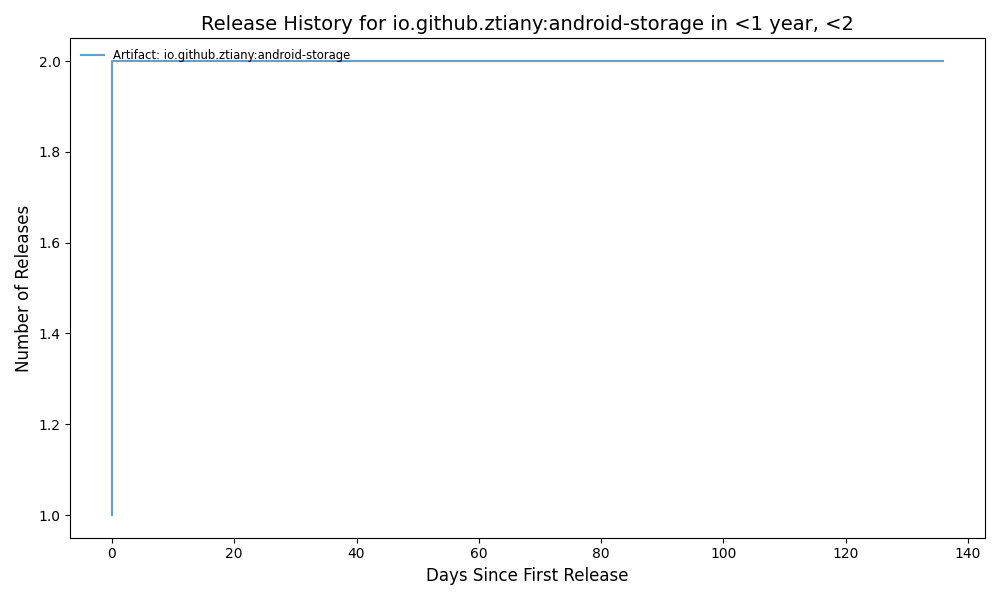 Release History for io.github.ztiany:android-storage in <1 year, <2
Artifact: io.github.ztiany:android-storage
Number of Releases
2.0
1.8
1.6
1.4
1.2
1.0
0 20 40 60 80 100 120 140
Days Since First Release